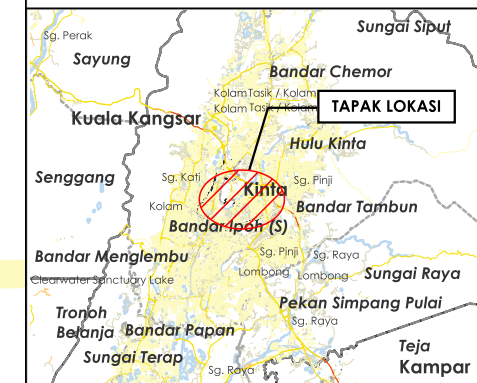 Sungai Siput
Sg. Perak
Sayung
Bandar Chemor
Kolam Tasik / Kolam
Kolam Tasik / Kolam
TAPAK LOKASI
Kuala Kangsar
Hulu Kinta
Senggang
Sg. Kati
Sg. Pinji
Kinta
Kolam
Bandar Tambun
Bandar Ipoh (S)
Bandar Menglembu
Sg. Pinji
Sg. Raya
Lombong
Lombong
Sungai Raya
Clearwater Sanctuary Lake
Pekan Simpang Pulai
Tronoh
Belanja
Bandar Papan
Sg. Raya
Sungai Terap
Teja
Sg. Raya
Kampar